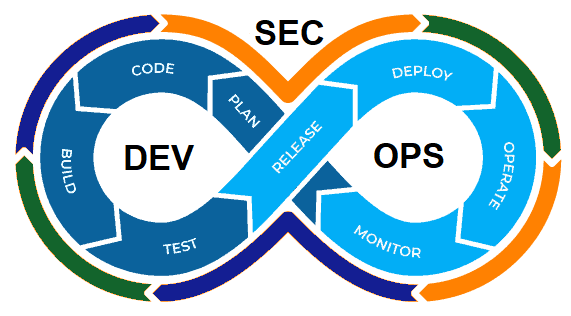 SEC
CODE
DEPLOY
PLAN
DEV
RELEASE
OPS
BUILD
OPERATE
TEST
MONITOR